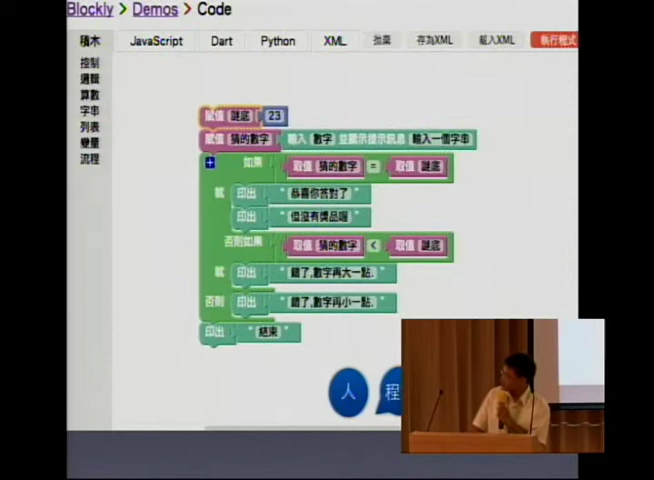 Blockly > Demos > Code
積木 JavaScript Dart Python XML 拋棄 存為XML 載入XML 執行程式
控制
邏輯
算數
字串
列表
變量
流程
賦值 謎底 23
賦值 猜的數字 輸入 數字 並顯示提示訊息 輸入一個字串
如果 取值 猜的數字 = 取值 謎底
就 印出 “ 恭喜你答對了 ”
印出 “ 但沒有獎品喔 ”
否則如果 取值 猜的數字 < 取值 謎底
就 印出 “ 錯了,數字再大一點. ”
否則 印出 “ 錯了,數字再小一點. ”
印出 “ 結束 ”
人 程